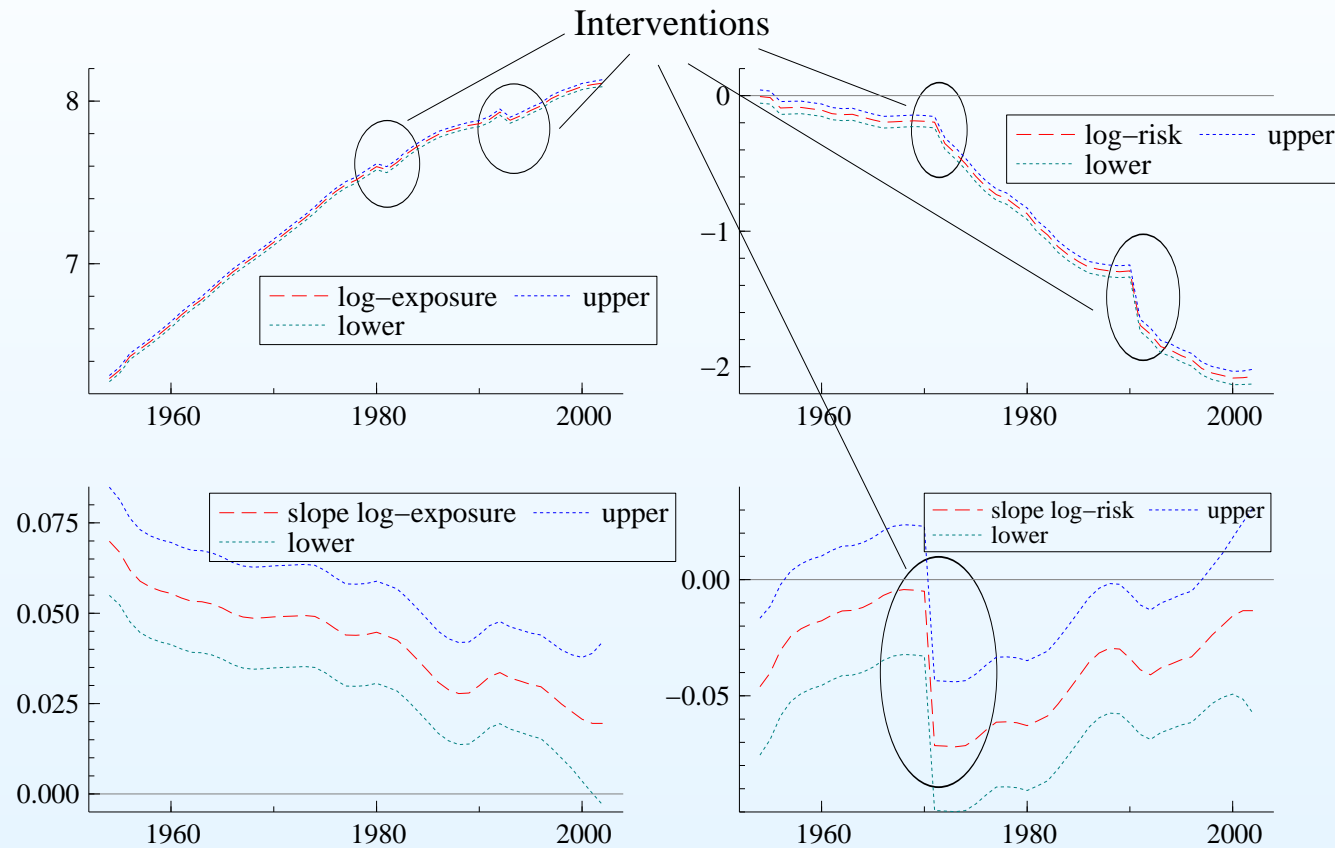 Interventions
8
7
1960 1980 2000
log−exposure upper
lower
0
−1
−2
1960 1980 2000
log−risk upper
lower
0.075
0.050
0.025
0.000
1960 1980 2000
slope log−exposure upper
lower
0.00
−0.05
1960 1980 2000
slope log−risk upper
lower